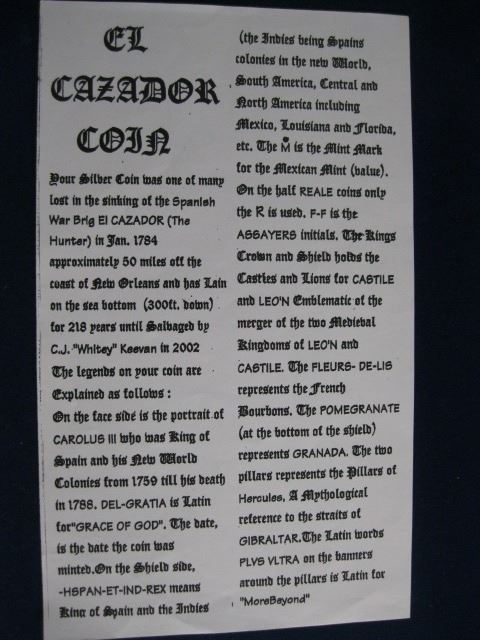 EL
CAZADOR
COIN
Your Silver Coin was one of many
lost in the sinking of the Spanish
War Brig El CAZADOR (The
Hunter) in Jan. 1784
approximately 50 miles off the
coast of New Orleans and has Lain
on the sea bottom (300ft. down)
for 218 years until Salbaged by
C.J. "Whitey" Keevan in 2002
The legends on your coin are
Explained as follows :
On the face side is the portrait of
CAROLUS III who was King of
Spain and his New World
Colonies from 1759 till his death
in 1788. DEL-GRATIA is Latin
for"GRACE OF GOD". The date,
is the date the coin was
minted.On the Shield side,
-HSPAN-ET-IND-REX means
King of Spain and the Indies
(the Indies being Spains
colonies in the new World,
South America, Central and
North America including
Mexico, Louisiana and Florida,
etc. The M is the Mint Mark
for the Mexican Mint (value).
On the half REALE coins only
the R is used. F-F is the
ASSAYERS initials. The Kings
Crown and Shield holds the
Castles and Lions for CASTILE
and LEO'N Emblematic of the
merger of the two Medieval
Kingdoms of LEO'N and
CASTILE. The FLEURS- DE-LIS
represents the French
Bourbons. The POMEGRANATE
(at the bottom of the shield)
represents GRANADA. The two
pillars represents the Pillars of
Hercules, A Mythological
reference to the straits of
GIBRALTAR.The Latin words
PLVS VLTRA on the banners
around the pillars is Latin for
"MoreBeyond"